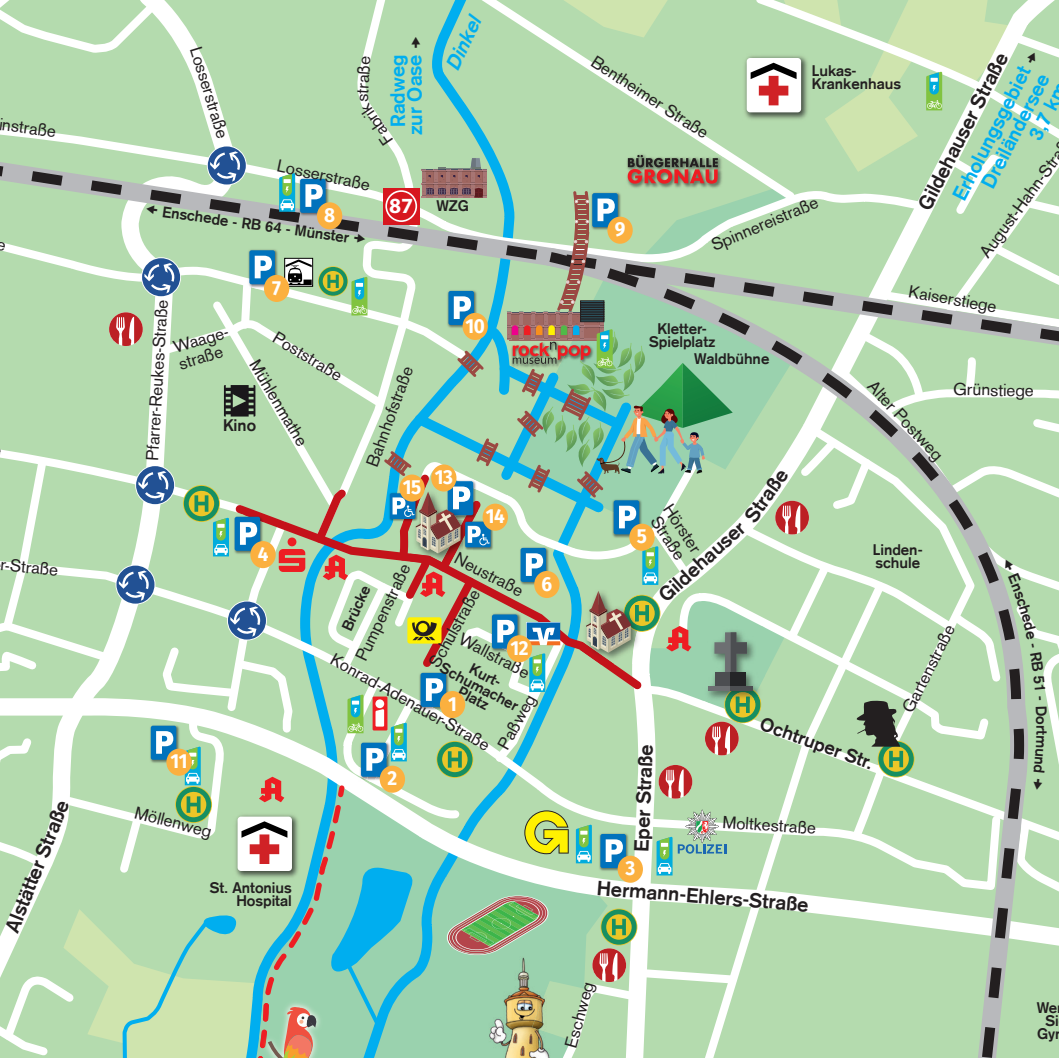 Losserstraße
Fabrikstraße
Radweg
zur Oase
Dinkel
Bentheimer Straße
Lukas-
Krankenhaus
Gildehauser Straße
Erholungsgebiet
Dreiländersee
3,7 km
instraße
Losserstraße
P
8
87
WZG
BÜRGERHALLE
GRONAU
P
9
Spinnereistraße
Enschede - RB 64 - Münster
P
7
H
Kaiserstiege
Pfarrer-Reukes-Straße
Waage-
straße
Poststraße
Mühlenmathe
Kino
Bahnhofstraße
P
10
rock'n'pop
museum
Kletter-
Spielplatz
Waldbühne
Alter Postweg
Grünstiege
H
P
4
P
15
13
P
14
P
P
5
Hörster
Straße
Gildehauser Straße
Linden-
schule
r-Straße
Brücke
Pumpenstraße
Neustraße
P
6
H
Schulstraße
P
12
Wallstraße
Kurt-
Schumacher
Platz
P
1
Konrad-Adenauer-Straße
Paßweg
i
P
2
H
H
Ochtruper Str.
H
Gartenstraße
Enschede - RB 51 - Dortmund
P
11
H
Möllenweg
Alstätter Straße
St. Antonius
Hospital
G
P
3
Eper Straße
Moltkestraße
POLIZEI
Hermann-Ehlers-Straße
H
Eschweg